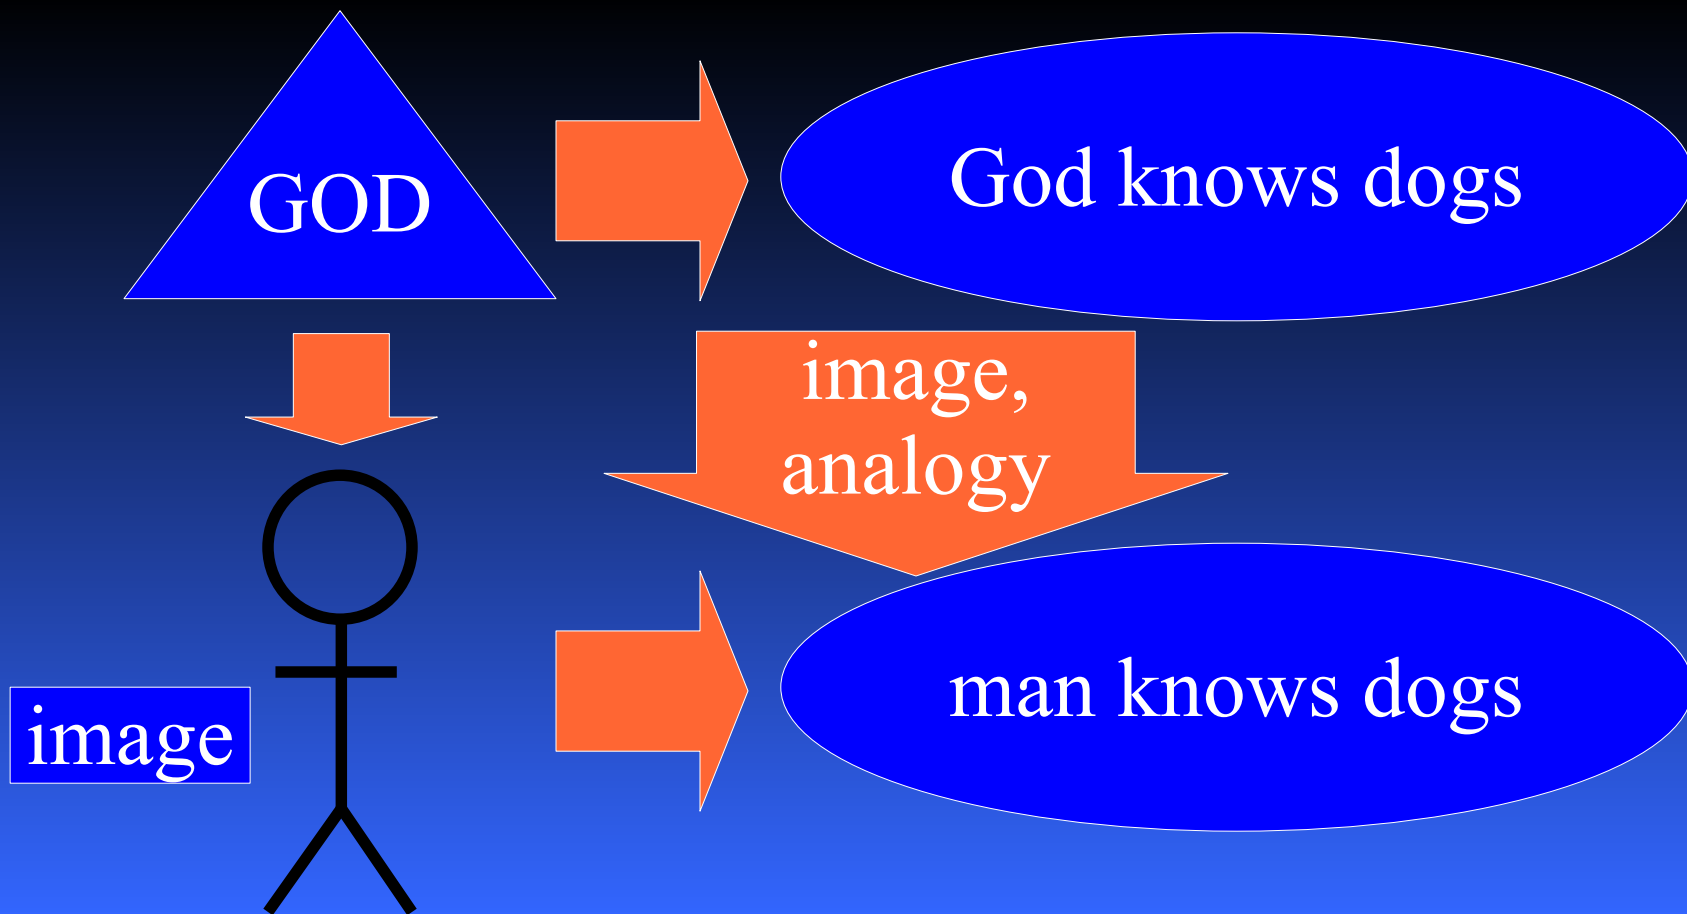 GOD
God knows dogs
image,
analogy
image
man knows dogs